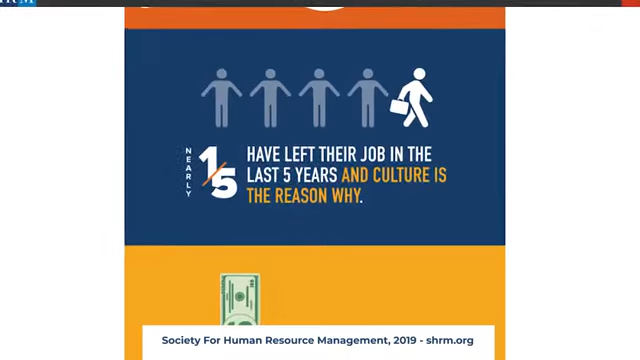 NEARLY
1/5
HAVE LEFT THEIR JOB IN THE
LAST 5 YEARS AND CULTURE IS
THE REASON WHY.
Society For Human Resource Management, 2019 - shrm.org